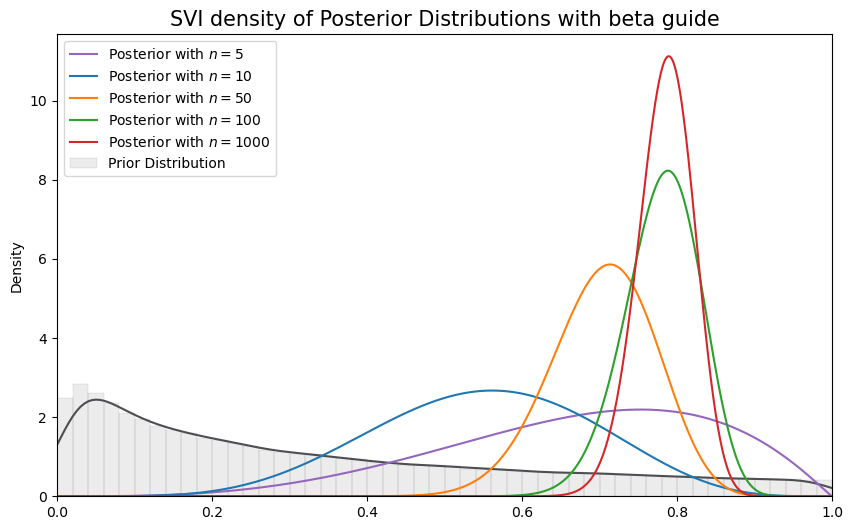 SVI density of Posterior Distributions with beta guide
Posterior with n = 5
Posterior with n = 10
Posterior with n = 50
Posterior with n = 100
Posterior with n = 1000
Prior Distribution
Density
10
8
6
4
2
0
0.0 0.2 0.4 0.6 0.8 1.0